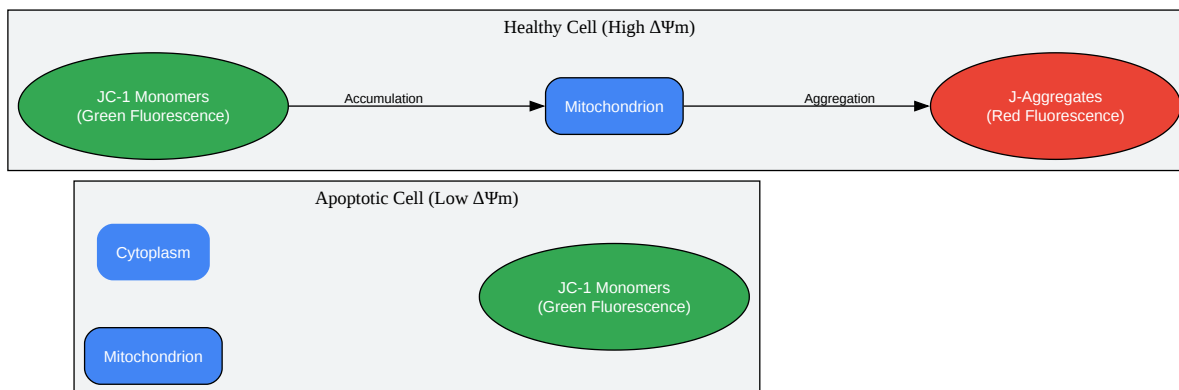 Healthy Cell (High ΔΨm)
JC-1 Monomers
(Green Fluorescence)
Accumulation
Mitochondrion
Aggregation
J-Aggregates
(Red Fluorescence)
Apoptotic Cell (Low ΔΨm)
Cytoplasm
JC-1 Monomers
(Green Fluorescence)
Mitochondrion